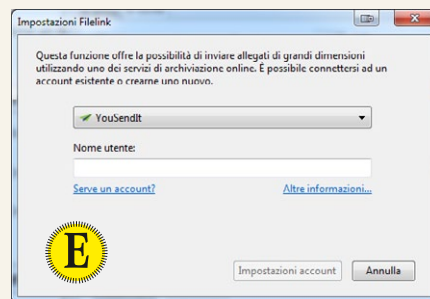 Impostazioni Filelink
Questa funzione offre la possibilità di inviare allegati di grandi dimensioni
utilizzando uno dei servizi di archiviazione online. É possibile connettersi ad un
account esistente o crearne uno nuovo.
YouSendIt
Nome utente:
Serve un account? Altre informazioni...
E
Impostazioni account Annulla